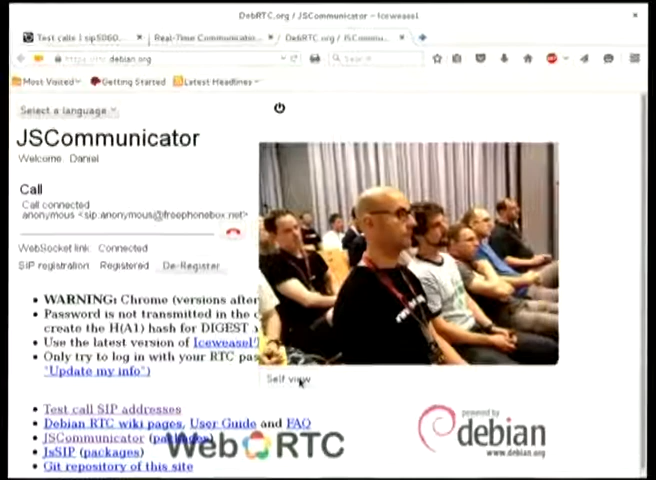 DebRTC.org / JSCommunicator - Iceweasel
Test calls | sip5060...
Real-Time Communicatio...
DebRTC.org / JSCommu...
debian.org
Search
Most Visited
Getting Started
Latest Headlines
Select a language
JSCommunicator
Welcome Daniel
Call
Call connected
anonymous <sip:anonymous@freephonebox.net>
WebSocket link Connected
SIP registration Registered De-Register
WARNING: Chrome (versions after
Password is not transmitted in the
create the H(A1) hash for DIGEST
Use the latest version of Iceweasel
Only try to log in with your RTC pas
"Update my info")
Self view
Test call SIP addresses
Debian RTC wiki pages, User Guide and FAQ
JSCommunicator (packages)
JsSIP (packages)
Git repository of this site
Web RTC
powered by
debian
www.debian.org